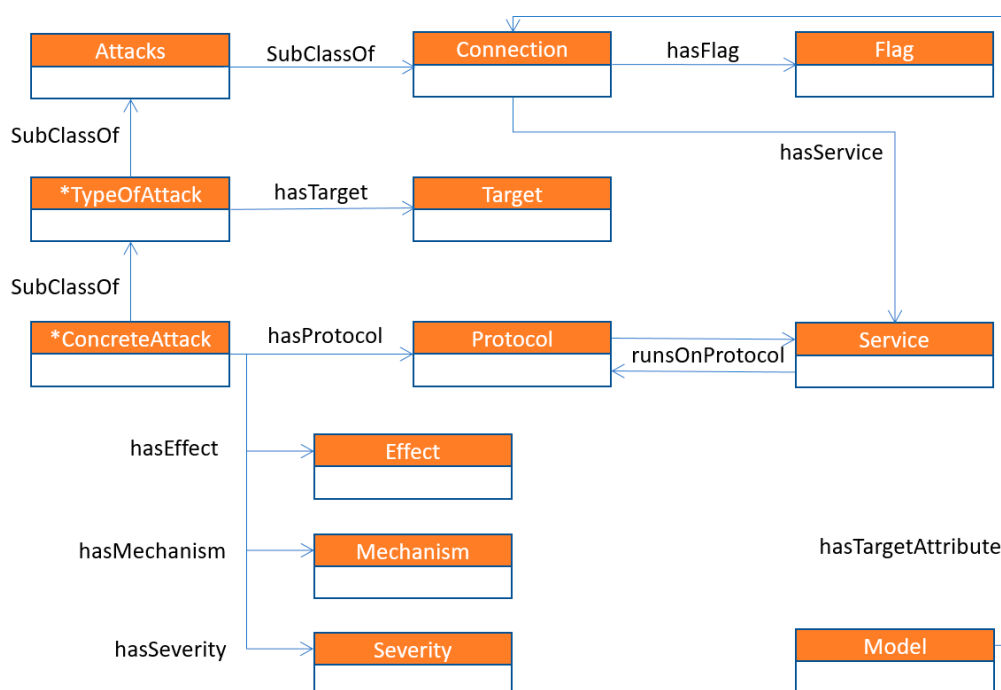 Attacks
SubClassOf
Connection
hasFlag
Flag
SubClassOf
hasService
*TypeOfAttack
hasTarget
Target
SubClassOf
*ConcreteAttack
hasProtocol
Protocol
runsOnProtocol
Service
hasEffect
Effect
hasMechanism
Mechanism
hasTargetAttribute
hasSeverity
Severity
Model